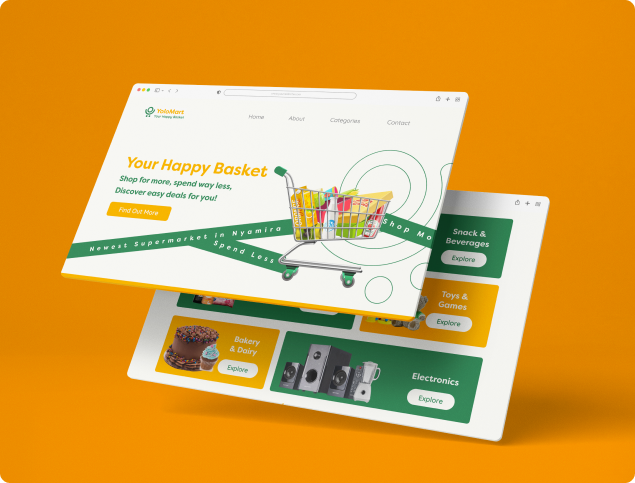 YaloMart
Your Happy Basket
Home
About
Categories
Contact
Your Happy Basket
Shop for more, spend way less,
Discover easy deals for you!
Find Out More
Newest Supermarket in Nyamira
Shop Mo
Spend Less
Snack &
Beverages
Explore
Toys &
Games
Explore
Bakery
& Dairy
Explore
Electronics
Explore